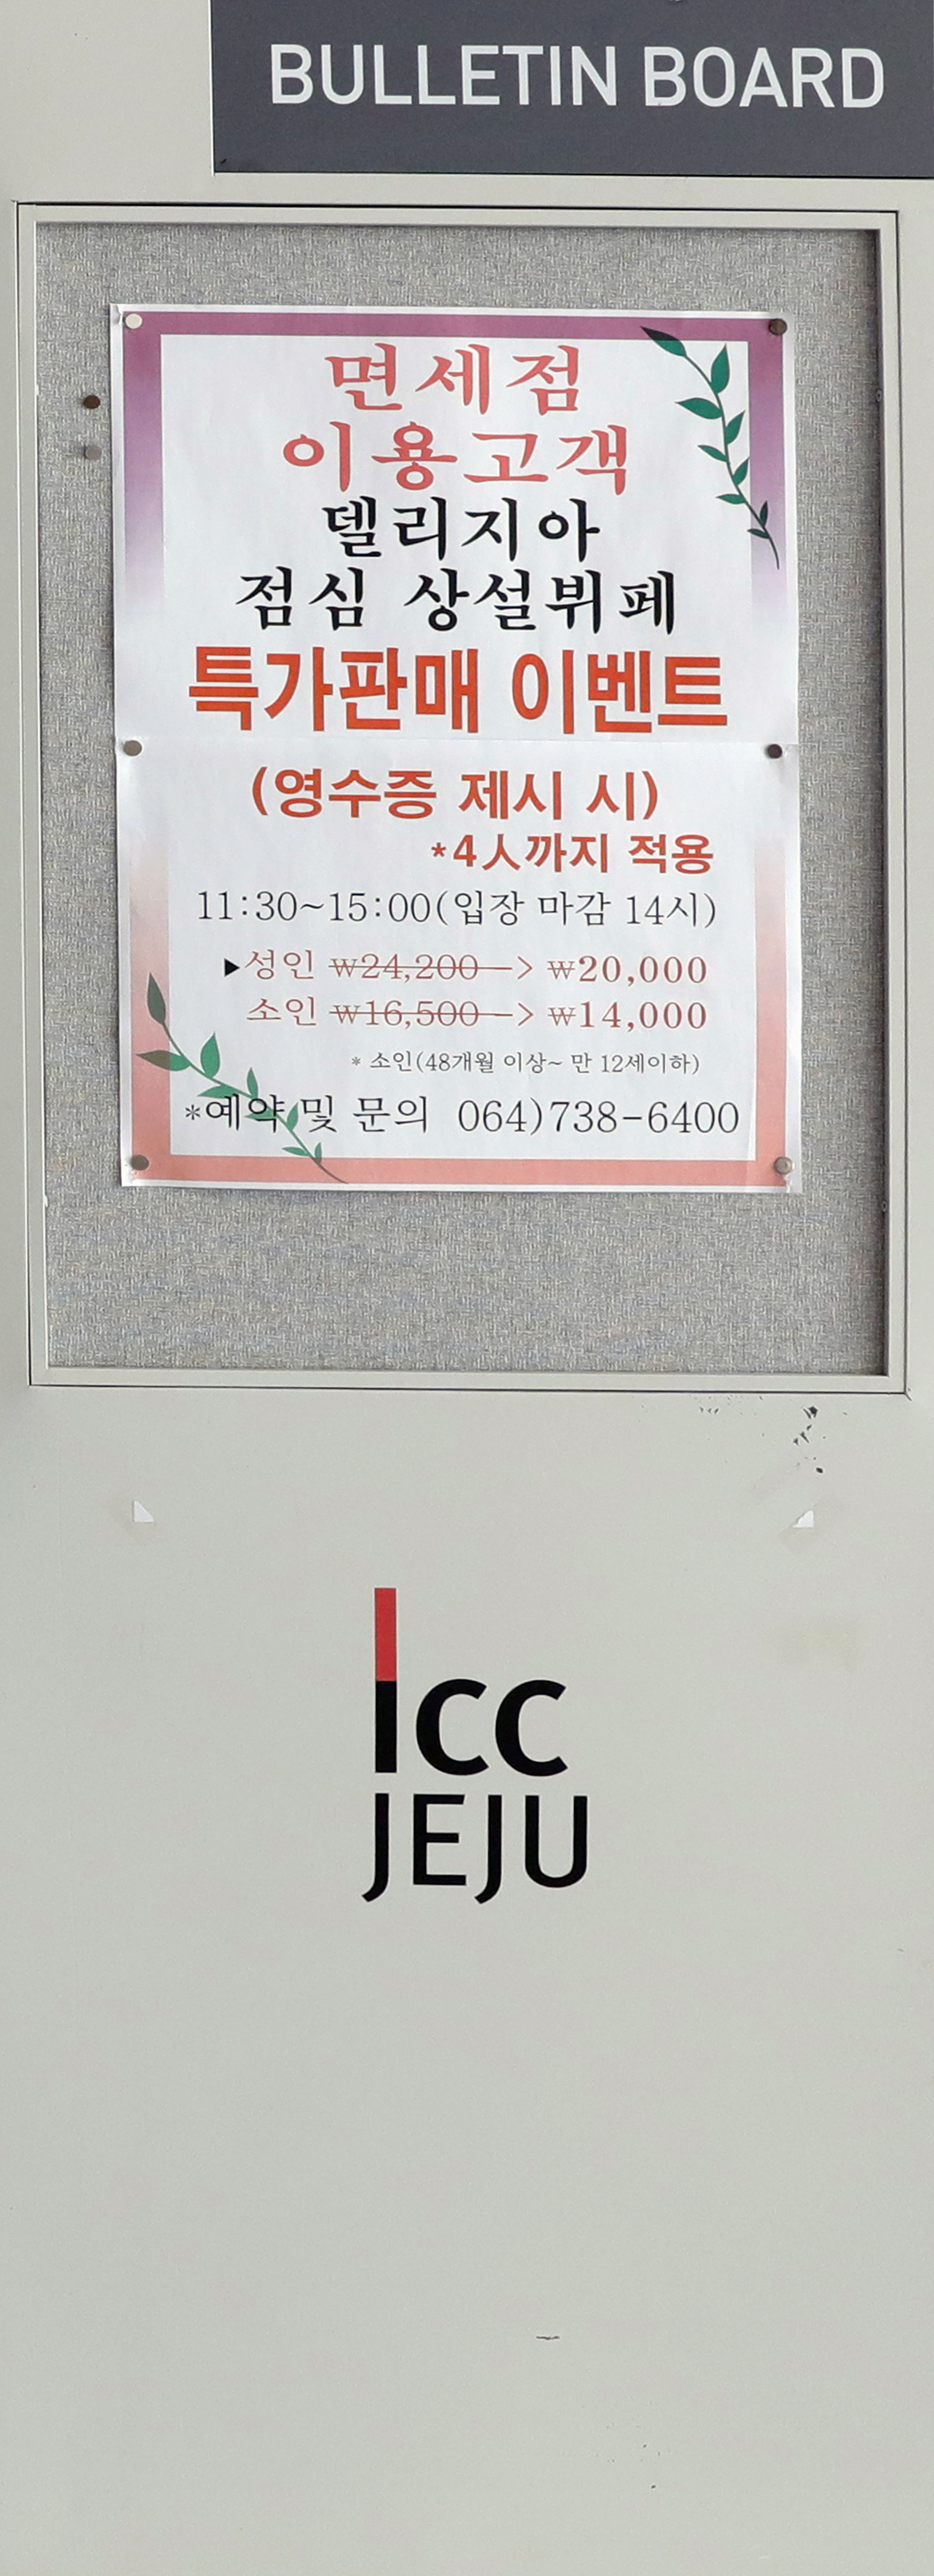 BULLETIN BOARD
면세점
이용고객
델리지아
점심 상설뷔페
특가판매 이벤트
(영수증 제시 시)
*4人까지 적용
11:30~15:00(입장 마감 14시)
▶성인 ₩24,200 -> ₩20,000
소인 ₩16,500 -> ₩14,000
* 소인(48개월 이상~ 만 12세이하)
*예약 및 문의 064)738-6400
Icc
JEJU